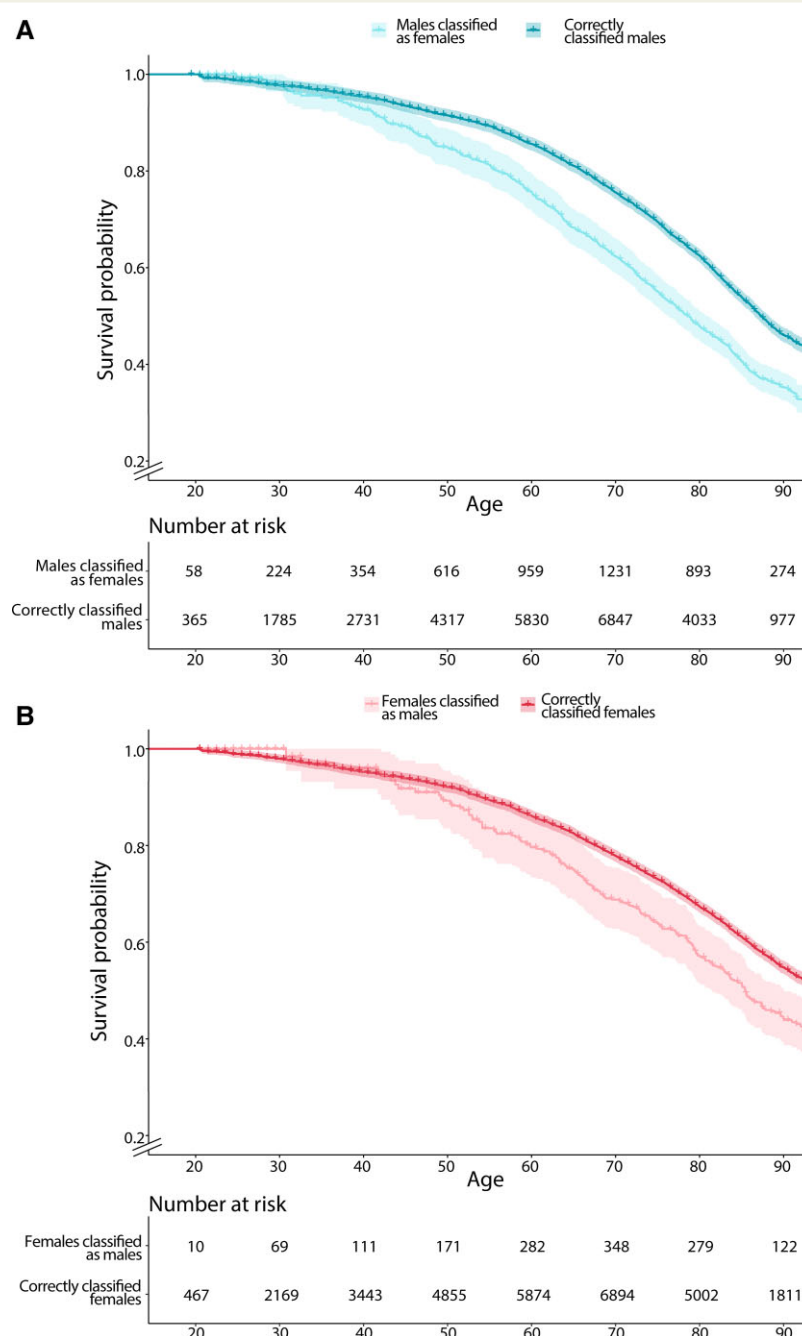 A
Males classified as females
Correctly classified males
1.0
0.8
0.6
0.4
0.2
Survival probability
20 30 40 50 60 70 80 90
Age
Number at risk
Males classified as females 58 224 354 616 959 1231 893 274
Correctly classified males 365 1785 2731 4317 5830 6847 4033 977
20 30 40 50 60 70 80 90
B
Females classified as males
Correctly classified females
1.0
0.8
0.6
0.4
0.2
Survival probability
20 30 40 50 60 70 80 90
Age
Number at risk
Females classified as males 10 69 111 171 282 348 279 122
Correctly classified females 467 2169 3443 4855 5874 6894 5002 1811
20 30 40 50 60 70 80 90